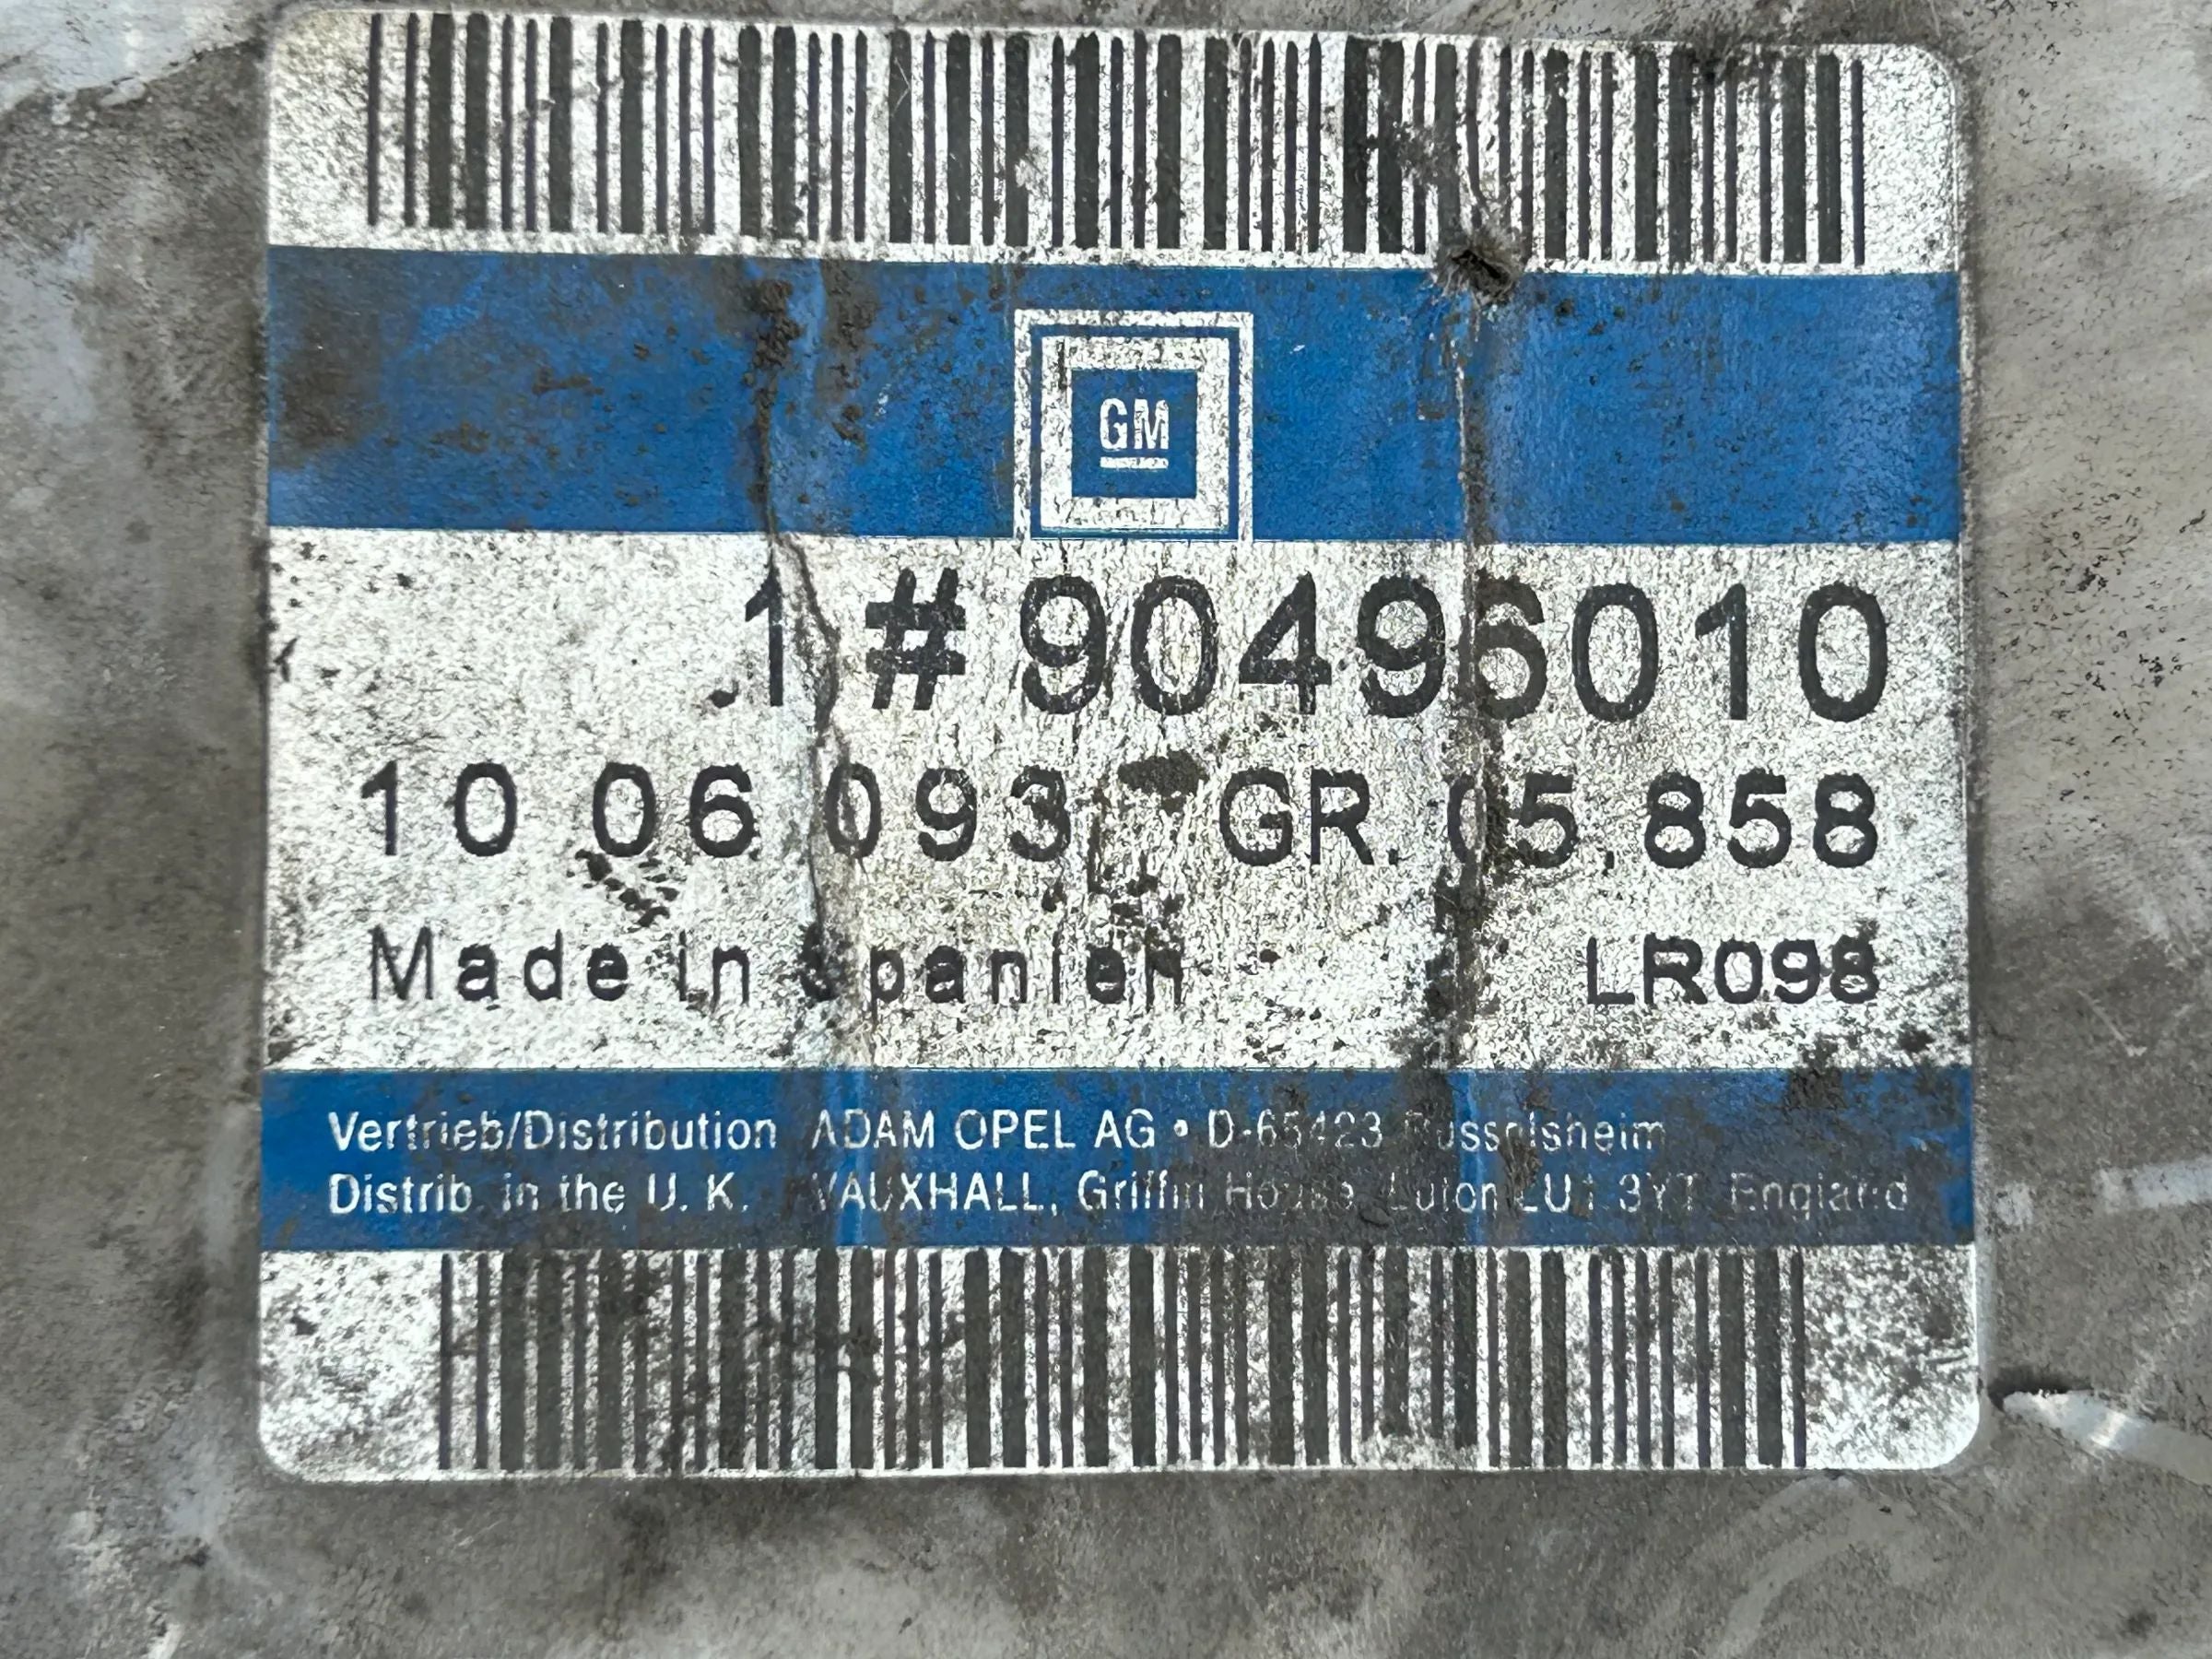 GM
1 # 90496010
10 06 093 GR. 05.858
Made in Spanien LR098
Vertrieb/Distribution ADAM OPEL AG • D-65423 Rüsselsheim
Distrib. in the U. K. VAUXHALL, Griffin House, Luton LU1 3YT England